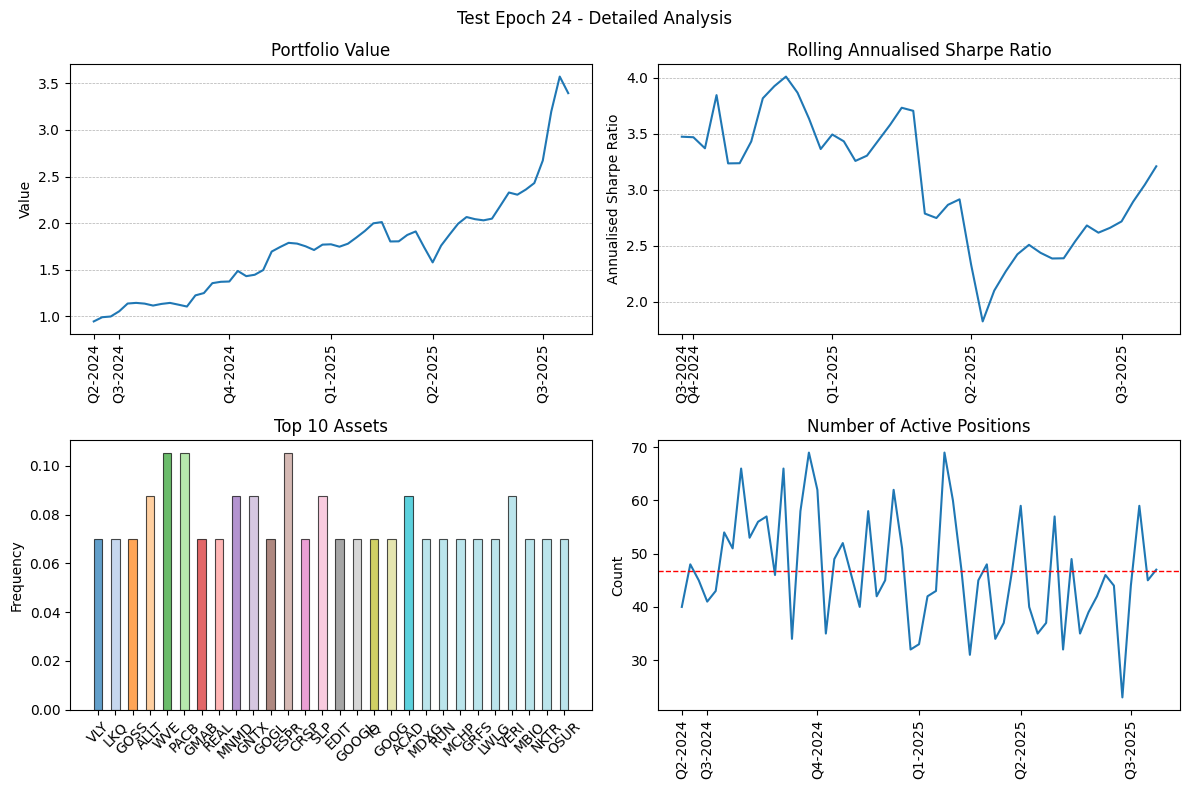 Test Epoch 24 - Detailed Analysis
Portfolio Value
Value
3.5
3.0
2.5
2.0
1.5
1.0
Q2-2024
Q3-2024
Q4-2024
Q1-2025
Q2-2025
Q3-2025
Rolling Annualised Sharpe Ratio
Annualised Sharpe Ratio
4.0
3.5
3.0
2.5
2.0
Q3-2024
Q4-2024
Q1-2025
Q2-2025
Q3-2025
Top 10 Assets
Frequency
0.10
0.08
0.06
0.04
0.02
0.00
VLY
LKQ
GOSS
ALLT
WVE
PACB
GMAB
REAL
MNMD
GNTX
GOGL
ESPR
CRSP
SLP
EDIT
GOOGL
GOOG
ACAD
MDXG
RUN
MCHP
GRFS
LWLG
VERI
MBIO
NKTR
OSUR
Number of Active Positions
Count
70
60
50
40
30
Q2-2024
Q3-2024
Q4-2024
Q1-2025
Q2-2025
Q3-2025